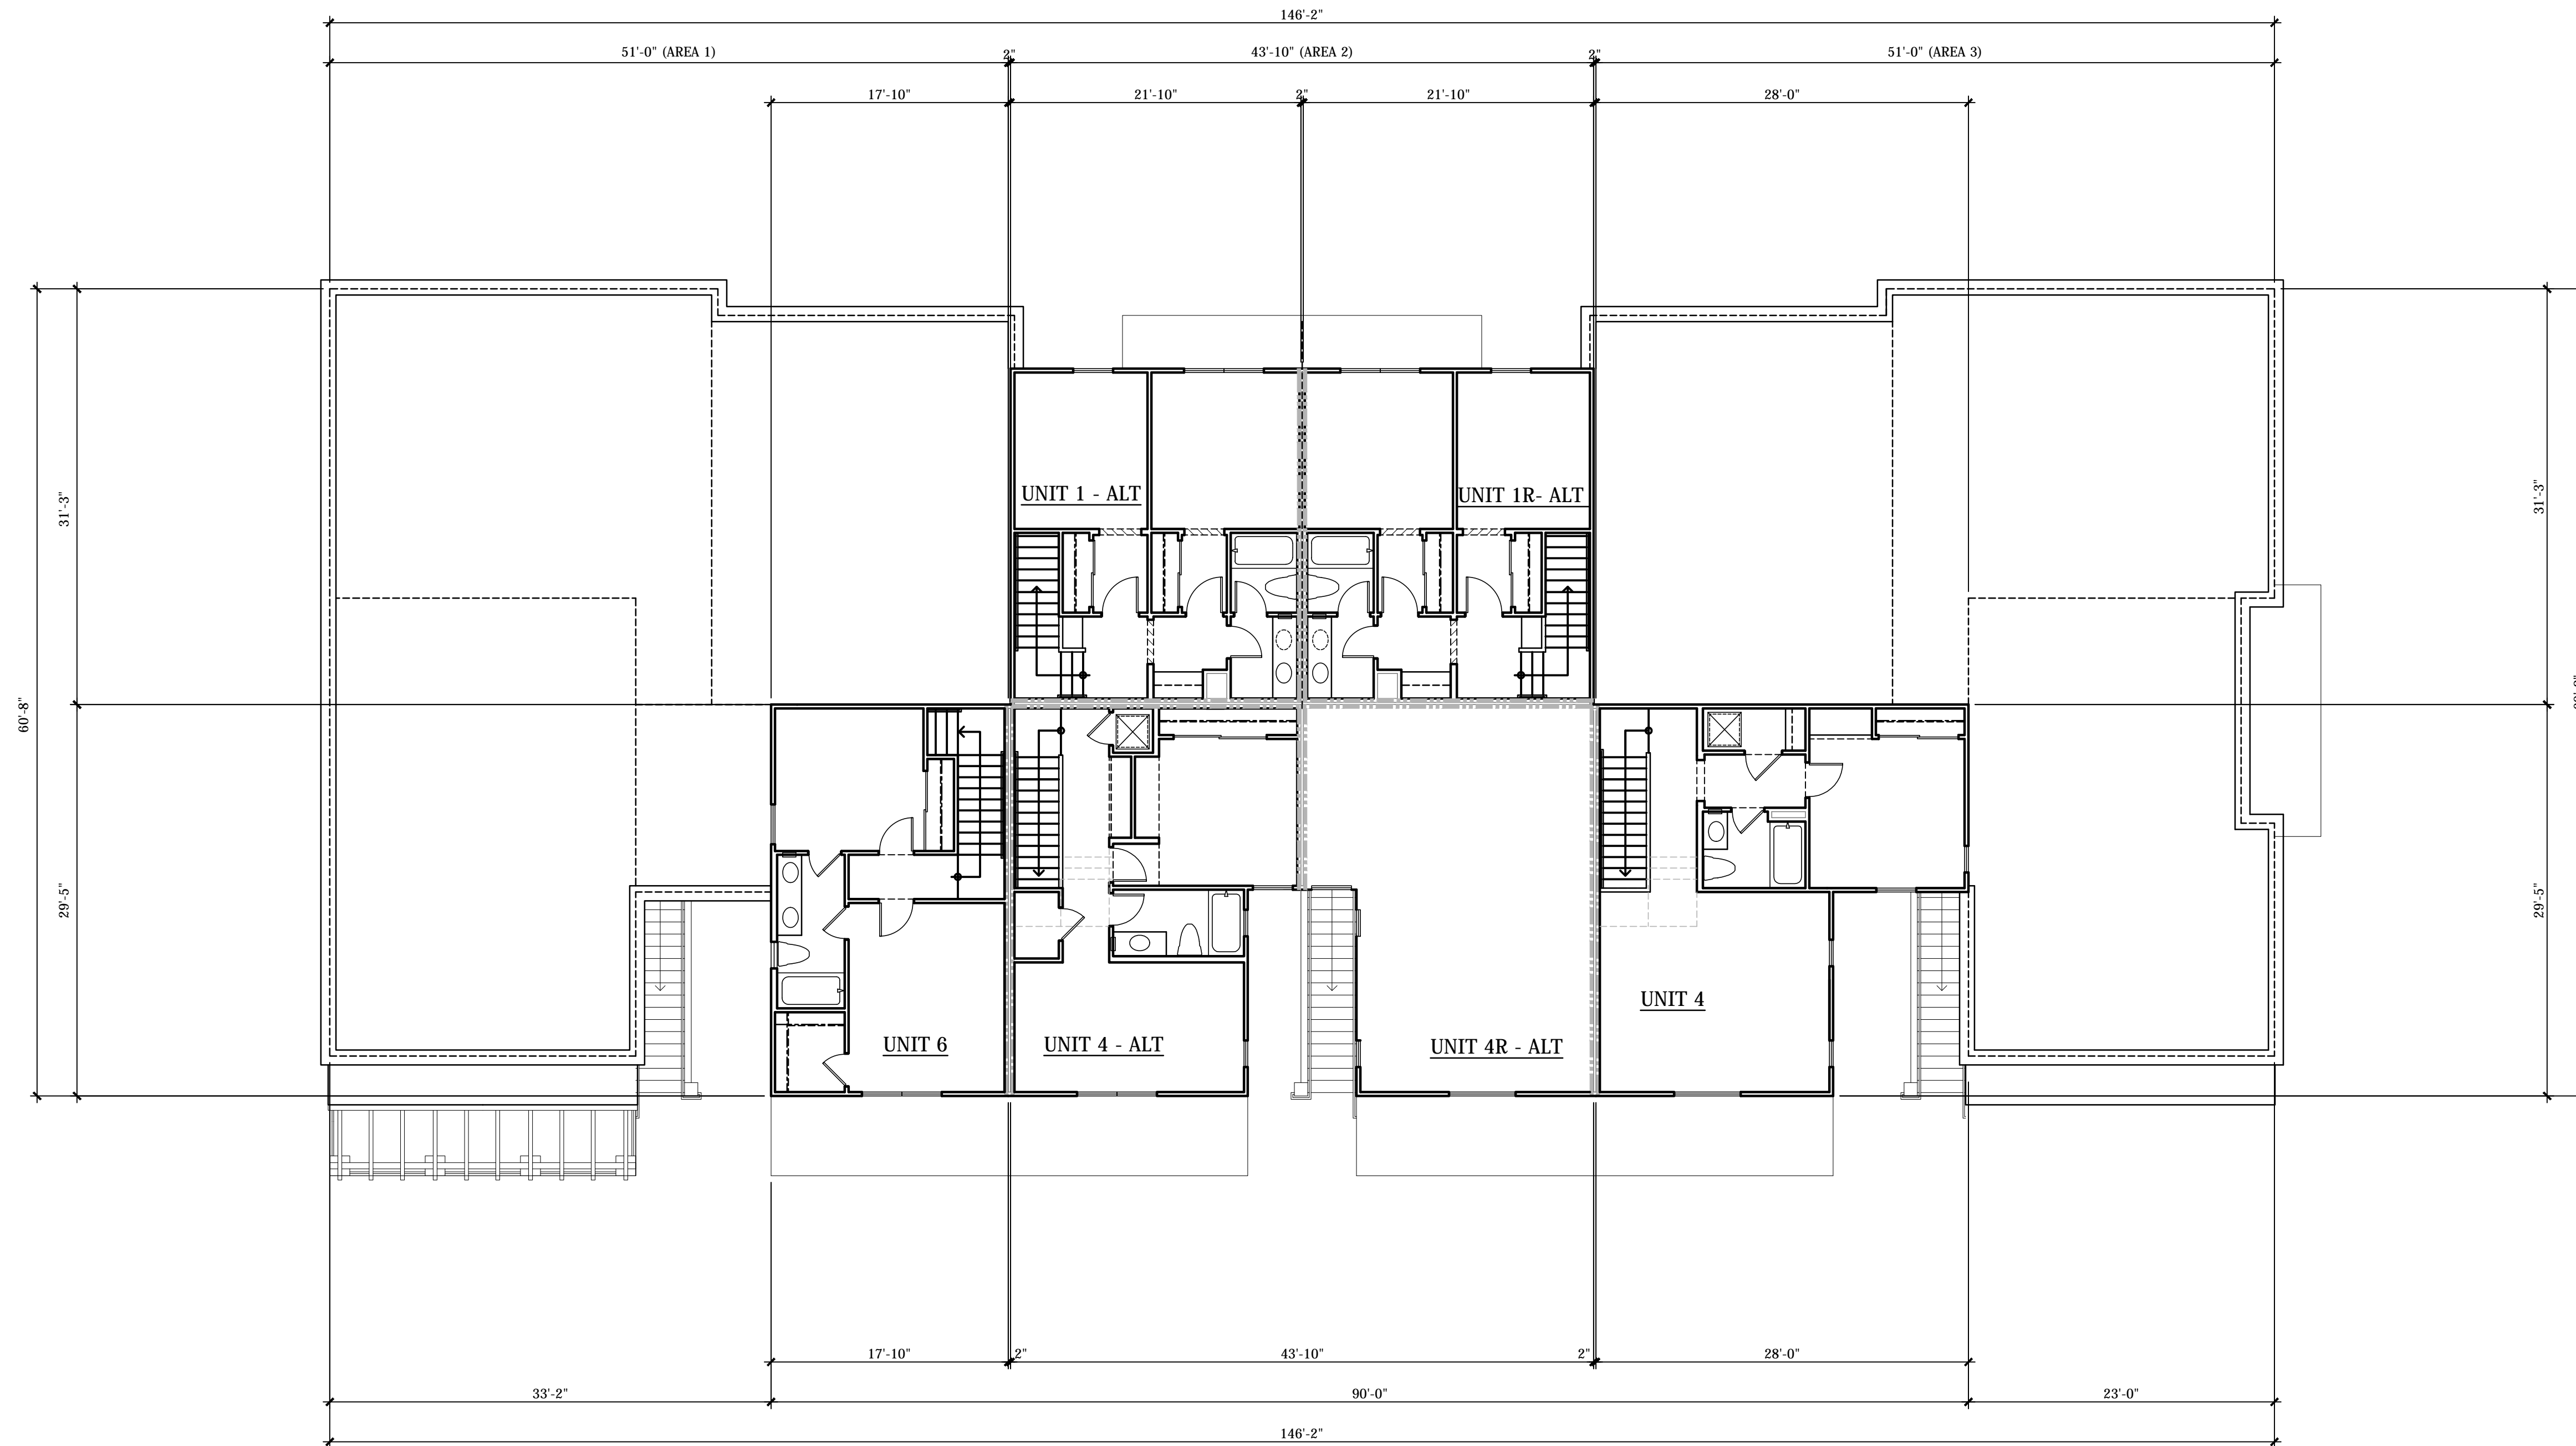 146'-2"
51'-0" (AREA 1)
2"
43'-10" (AREA 2)
2"
51'-0" (AREA 3)
17'-10"
21'-10"
2"
21'-10"
28'-0"
31'-3"
31'-3"
UNIT 1 - ALT
UNIT 1R- ALT
60'-8"
29'-5"
29'-5"
UNIT 4
UNIT 6
UNIT 4 - ALT
UNIT 4R - ALT
17'-10"
2"
43'-10"
2"
28'-0"
33'-2"
90'-0"
23'-0"
146'-2"